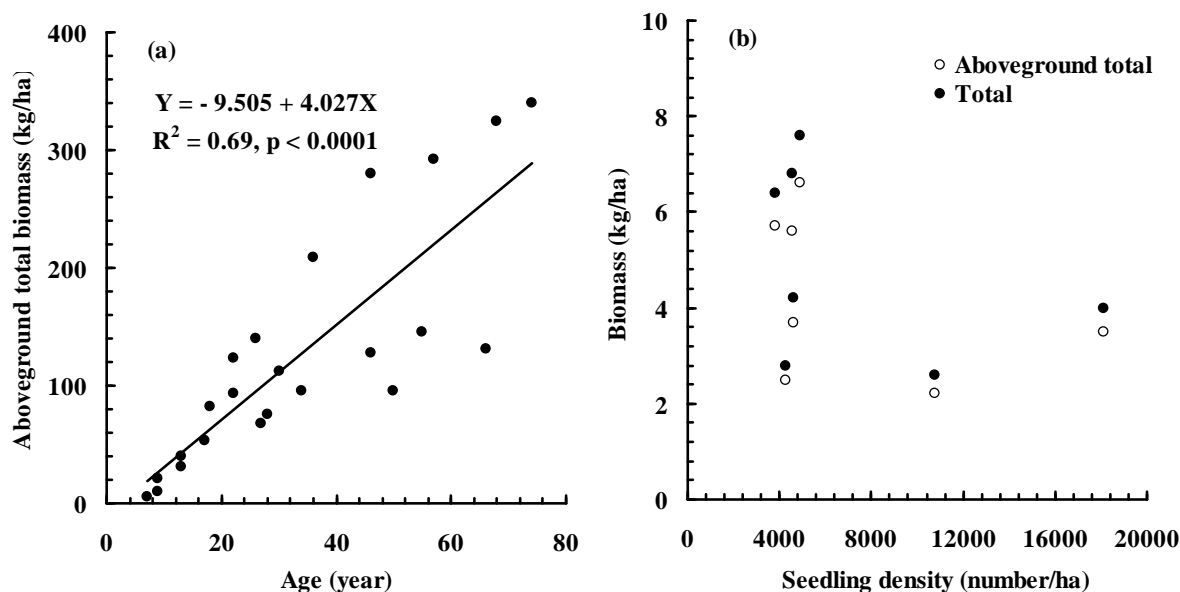 (a)
Y = - 9.505 + 4.027X
R² = 0.69, p < 0.0001
Aboveground total biomass (kg/ha)
400
300
200
100
0
0 20 40 60 80
Age (year)
(b)
Aboveground total
Total
Biomass (kg/ha)
10
8
6
4
2
0
0 4000 8000 12000 16000 20000
Seedling density (number/ha)